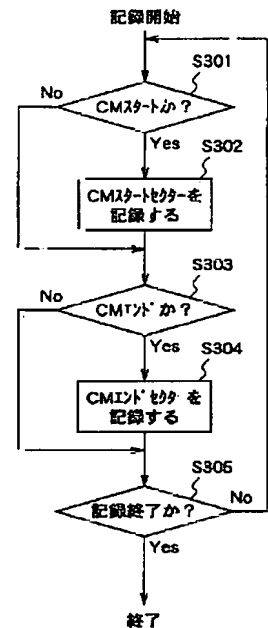 記録開始
S301
No
CMスタートか?
Yes
S302
CMスタートセクターを
記録する
S303
No
CMエンドか?
Yes
S304
CMエンドセクターを
記録する
S305
記録終了か?
No
Yes
終了